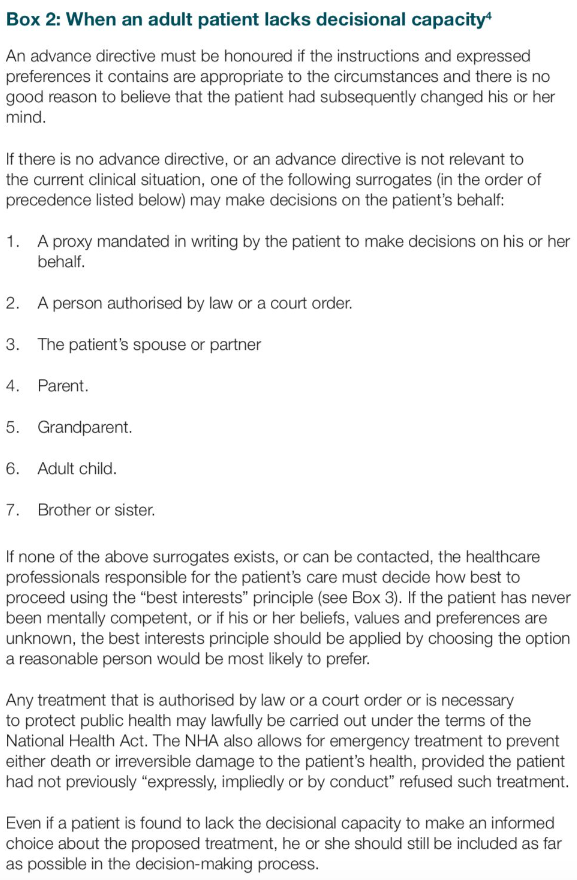 Box 2: When an adult patient lacks decisional capacity⁴
An advance directive must be honoured if the instructions and expressed
preferences it contains are appropriate to the circumstances and there is no
good reason to believe that the patient had subsequently changed his or her
mind.
If there is no advance directive, or an advance directive is not relevant to
the current clinical situation, one of the following surrogates (in the order of
precedence listed below) may make decisions on the patient’s behalf:
1. A proxy mandated in writing by the patient to make decisions on his or her
behalf.
2. A person authorised by law or a court order.
3. The patient’s spouse or partner
4. Parent.
5. Grandparent.
6. Adult child.
7. Brother or sister.
If none of the above surrogates exists, or can be contacted, the healthcare
professionals responsible for the patient’s care must decide how best to
proceed using the “best interests” principle (see Box 3). If the patient has never
been mentally competent, or if his or her beliefs, values and preferences are
unknown, the best interests principle should be applied by choosing the option
a reasonable person would be most likely to prefer.
Any treatment that is authorised by law or a court order or is necessary
to protect public health may lawfully be carried out under the terms of the
National Health Act. The NHA also allows for emergency treatment to prevent
either death or irreversible damage to the patient’s health, provided the patient
had not previously “expressly, impliedly or by conduct” refused such treatment.
Even if a patient is found to lack the decisional capacity to make an informed
choice about the proposed treatment, he or she should still be included as far
as possible in the decision-making process.